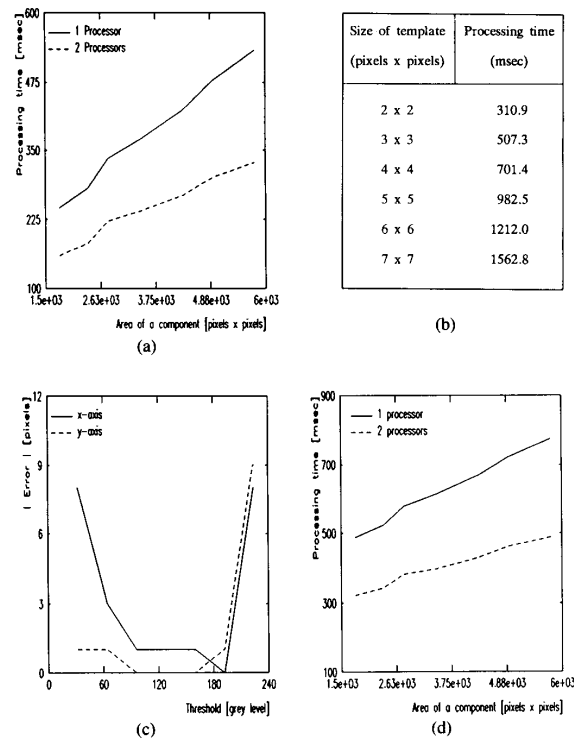 600
475
350
225
100
Processing time [msec]
1 Processor
2 Processors
1.5e+03 2.63e+03 3.75e+03 4.88e+03 6e+03
Area of a component [pixels x pixels]
(a)
Size of template Processing time
(pixels x pixels) (msec)
2 x 2 310.9
3 x 3 507.3
4 x 4 701.4
5 x 5 982.5
6 x 6 1212.0
7 x 7 1562.8
(b)
12
9
6
3
0
| Error | [pixels]
x-axis
y-axis
0 60 120 180 240
Threshold [grey level]
(c)
900
700
500
300
100
Processing time [msec]
1 processor
2 processors
1.5e+03 2.63e+03 3.75e+03 4.88e+03 6e+03
Area of a component [pixels x pixels]
(d)